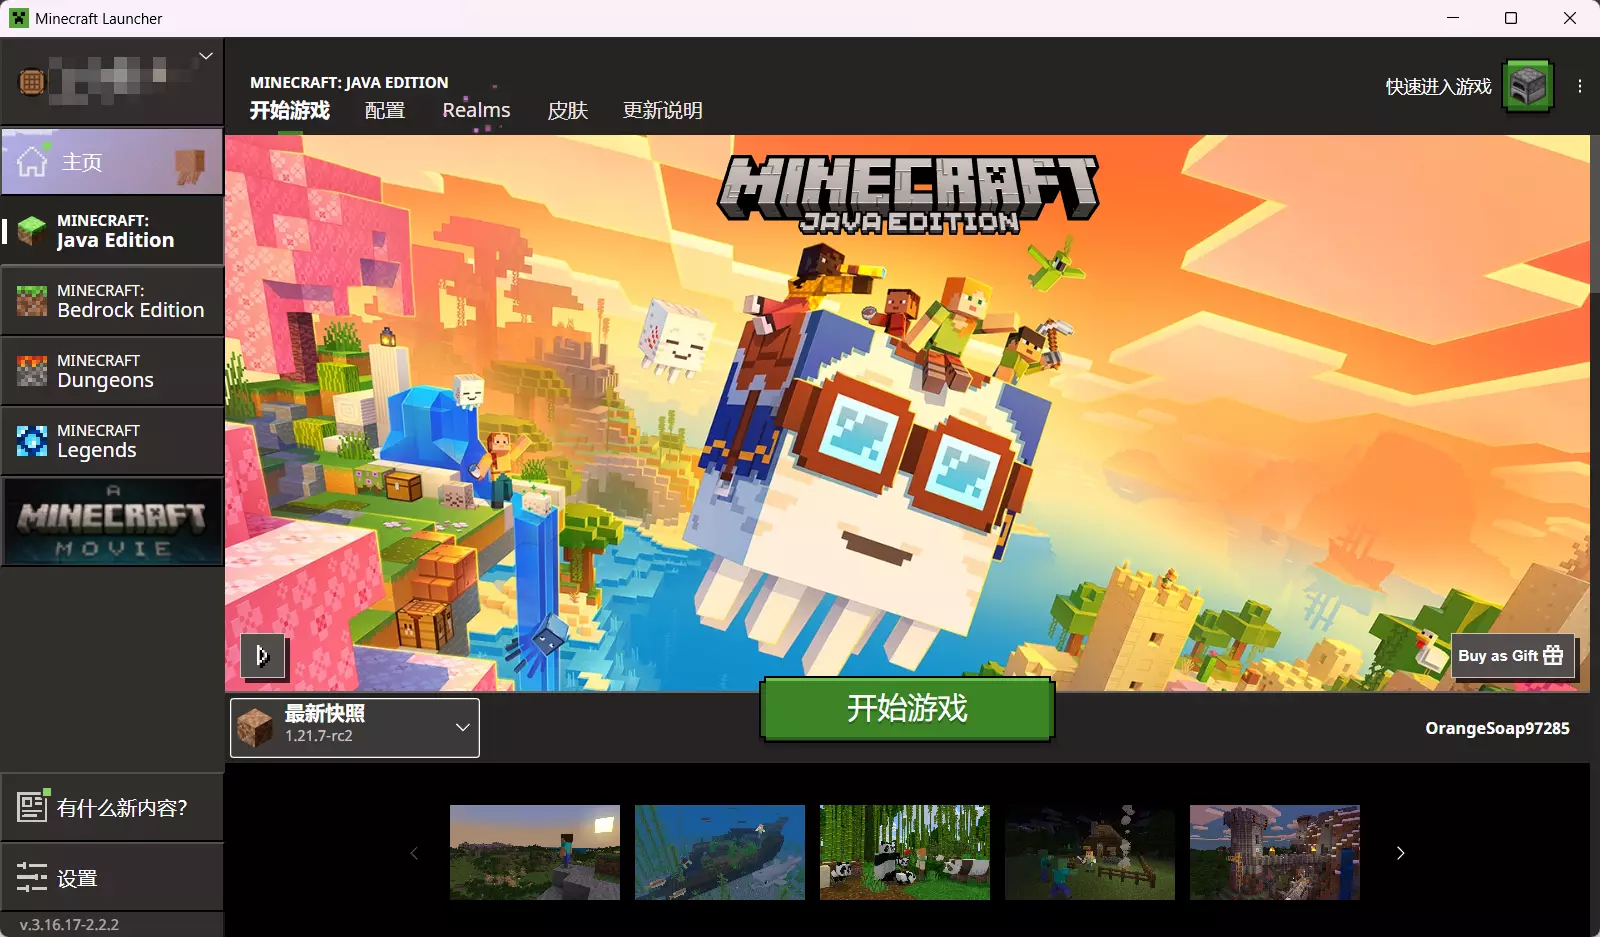 Minecraft Launcher
MINECRAFT: JAVA EDITION
开始游戏 配置 Realms 皮肤 更新说明
快速进入游戏
主页
MINECRAFT:
Java Edition
MINECRAFT:
Bedrock Edition
MINECRAFT
Dungeons
MINECRAFT
Legends
A
MINECRAFT
MOVIE
MINECRAFT
JAVA EDITION
Buy as Gift
最新快照
1.21.7-rc2
开始游戏
OrangeSoap97285
有什么新内容?
设置
v.3.16.17-2.2.2